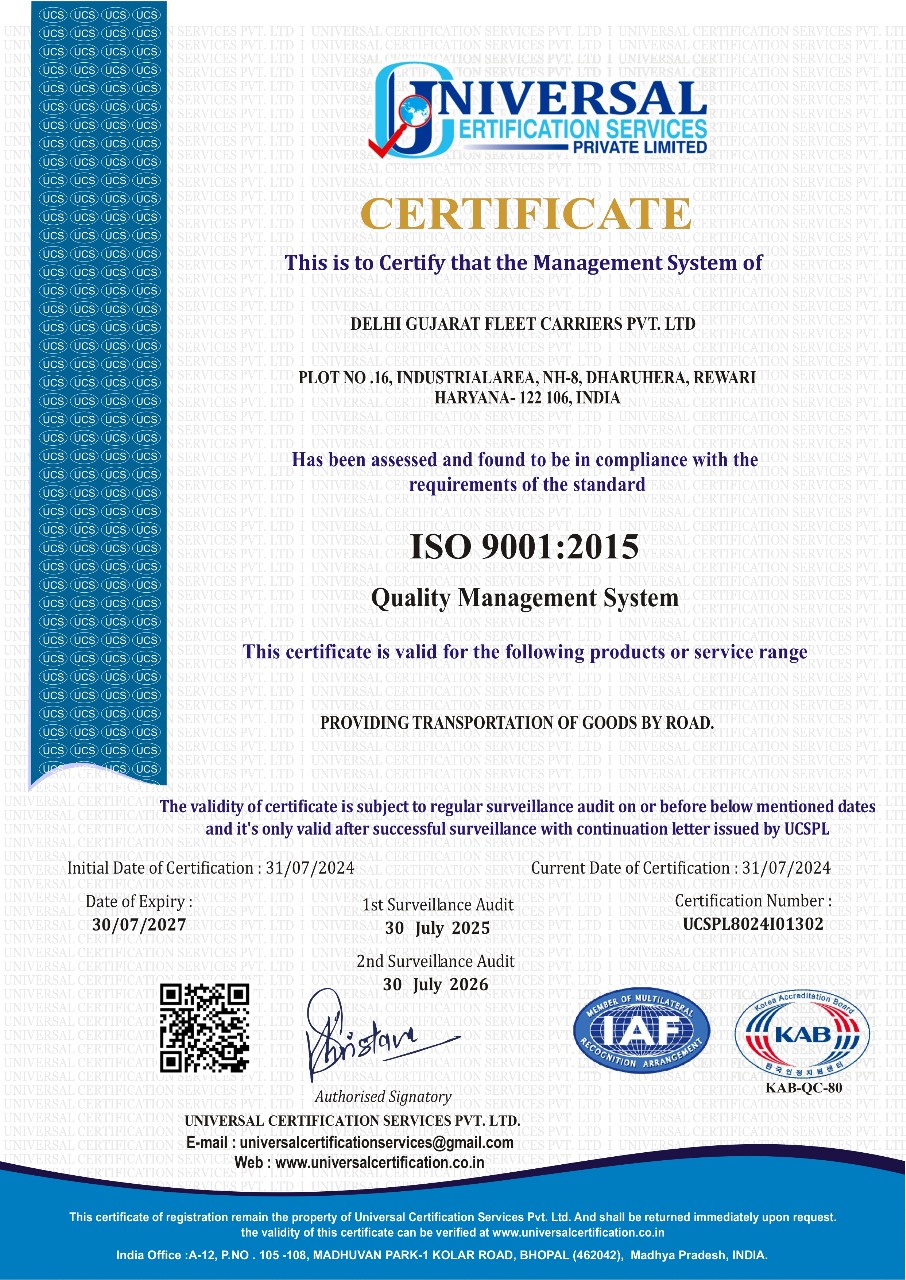 UNIVERSAL
CERTIFICATION SERVICES
PRIVATE LIMITED
CERTIFICATE
This is to Certify that the Management System of
DELHI GUJARAT FLEET CARRIERS PVT. LTD
PLOT NO .16, INDUSTRIALAREA, NH-8, DHARUHERA, REWARI
HARYANA- 122 106, INDIA
Has been assessed and found to be in compliance with the
requirements of the standard
ISO 9001:2015
Quality Management System
This certificate is valid for the following products or service range
PROVIDING TRANSPORTATION OF GOODS BY ROAD.
The validity of certificate is subject to regular surveillance audit on or before below mentioned dates
and it's only valid after successful surveillance with continuation letter issued by UCSPL
Initial Date of Certification : 31/07/2024
Current Date of Certification : 31/07/2024
Date of Expiry :
30/07/2027
1st Surveillance Audit
30 July 2025
Certification Number :
UCSPL8024I01302
2nd Surveillance Audit
30 July 2026
MEMBER OF MULTILATERAL
IAF
RECOGNITION ARRANGEMENT
Korea Accreditation Board
KAB
한국인정지원센터
KAB-QC-80
Authorised Signatory
UNIVERSAL CERTIFICATION SERVICES PVT. LTD.
E-mail : universalcertificationservices@gmail.com
Web : www.universalcertification.co.in
This certificate of registration remain the property of Universal Certification Services Pvt. Ltd. And shall be returned immediately upon request.
the validity of this certificate can be verified at www.universalcertification.co.in
India Office :A-12, P.NO . 105 -108, MADHUVAN PARK-1 KOLAR ROAD, BHOPAL (462042), Madhya Pradesh, INDIA.